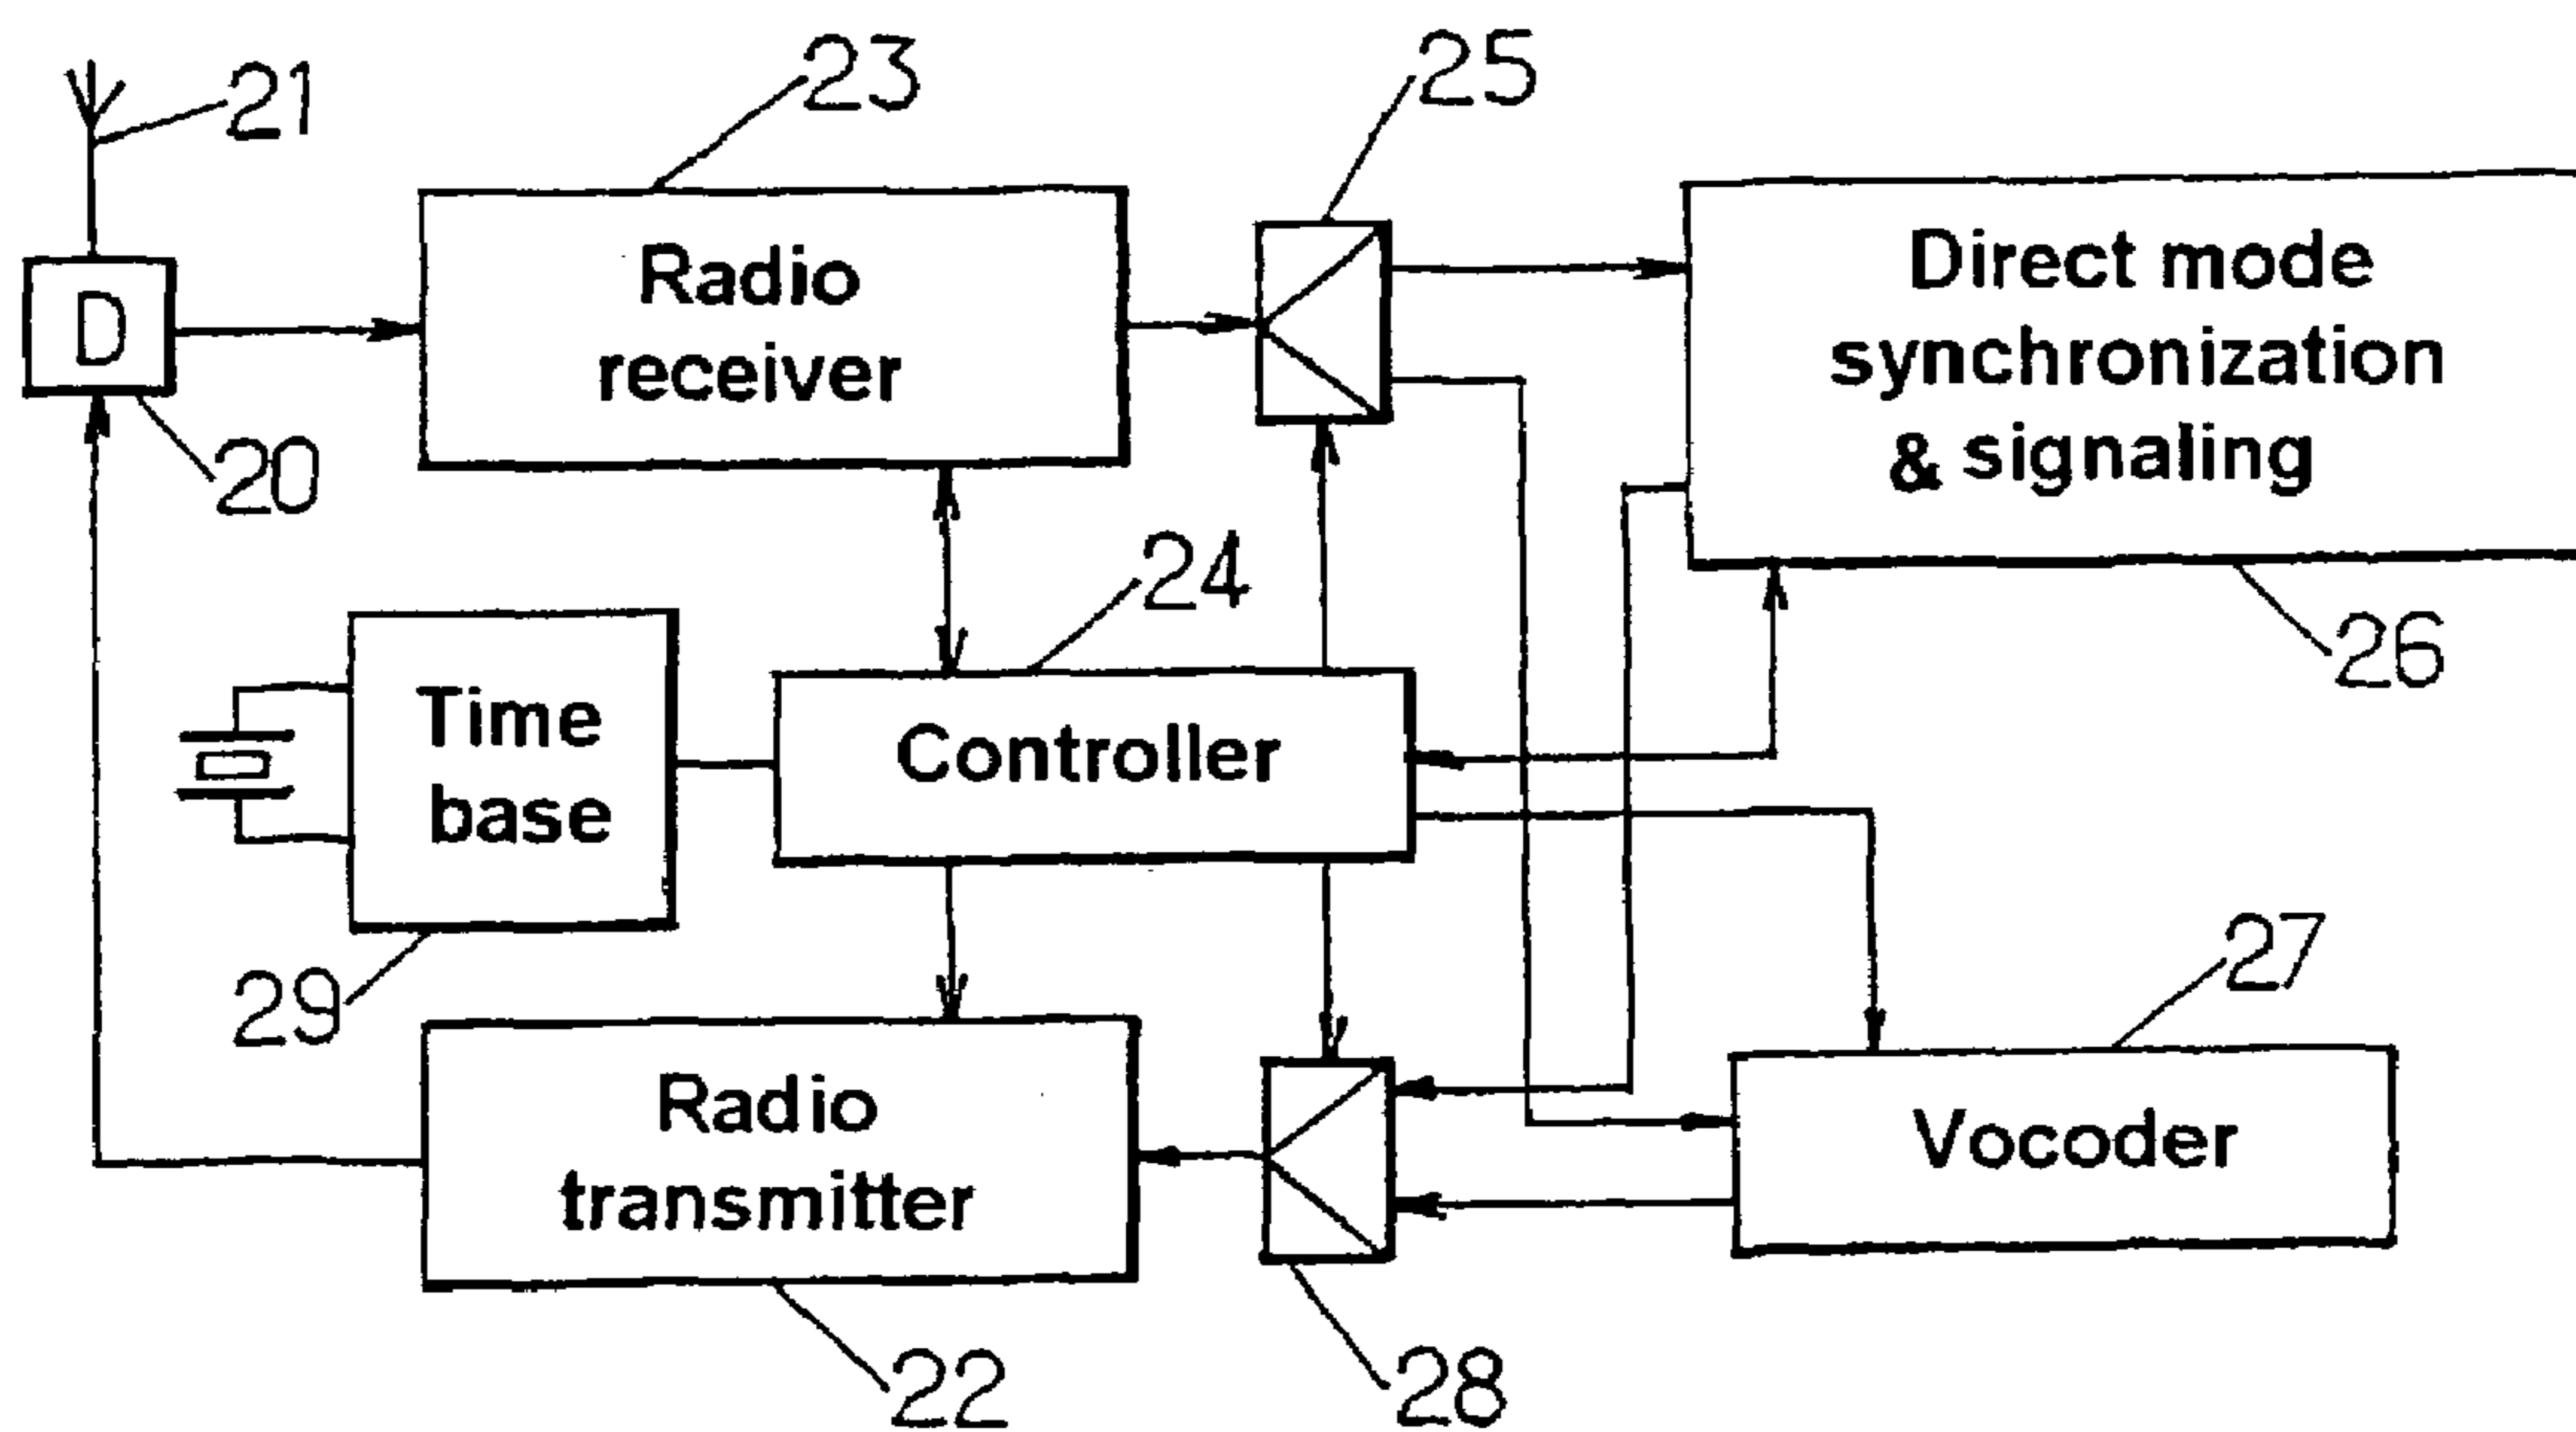 21
23
25
D
20
Radio
receiver
Direct mode
synchronization
& signaling
24
26
Time
base
Controller
29
27
Radio
transmitter
Vocoder
22
28